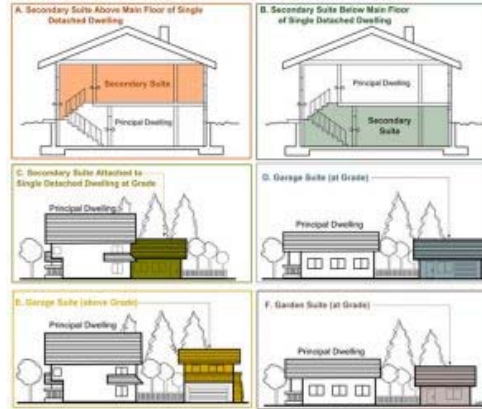 A. Secondary Suite Above Main Floor of Single
Detached Dwelling
Secondary Suite
Principal Dwelling
B. Secondary Suite Below Main Floor
of Single Detached Dwelling
Principal Dwelling
Secondary
Suite
C. Secondary Suite Attached to
Single Detached Dwelling at Grade
Principal Dwelling
D. Garage Suite (at Grade)
Principal Dwelling
E. Garage Suite (above Grade)
Principal Dwelling
F. Garden Suite (at Grade)
Principal Dwelling